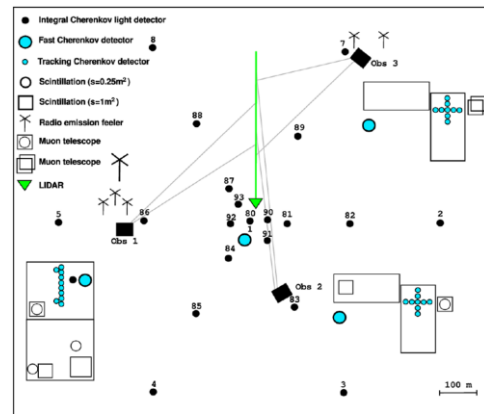 Integral Cherenkov light detector
Fast Cherenkov detector
Tracking Cherenkov detector
Scintillation (s=0.25m²)
Scintillation (s=1m²)
Radio emission feeler
Muon telescope
Muon telescope
LIDAR
8
7
Obs 3
88
89
87
93
5
86
92
80
90
81
82
2
Obs 1
1
91
84
Obs 2
83
85
4
3
100 m